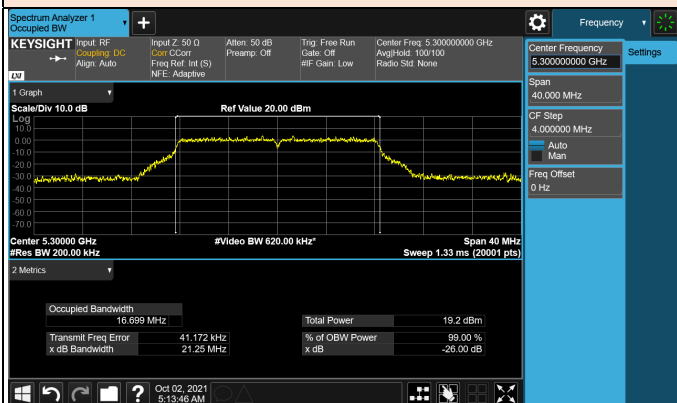 Spectrum Analyzer 1
Occupied BW
+
Frequency
KEYSIGHT
Input: RF
Coupling: DC
Align: Auto
Input Z: 50 Ω
Corr CCorr
Freq Ref: Int (S)
NFE: Adaptive
Atten: 50 dB
Preamp: Off
Trig: Free Run
Gate: Off
#IF Gain: Low
Center Freq: 5.300000000 GHz
Avg|Hold: 100/100
Radio Std: None
LXI
Center Frequency
5.300000000 GHz
Settings
Span
40.000 MHz
CF Step
4.000000 MHz
Auto
Man
Freq Offset
0 Hz
1 Graph
Scale/Div 10.0 dB
Ref Value 20.00 dBm
Log
10.0
0.00
-10.0
-20.0
-30.0
-40.0
-50.0
-60.0
-70.0
Center 5.30000 GHz
#Video BW 620.00 kHz*
Span 40 MHz
#Res BW 200.00 kHz
Sweep 1.33 ms (20001 pts)
2 Metrics
Occupied Bandwidth
16.699 MHz
Total Power 19.2 dBm
Transmit Freq Error 41.172 kHz
% of OBW Power 99.00 %
x dB Bandwidth 21.25 MHz
x dB -26.00 dB
?
Oct 02, 2021
5:13:46 AM